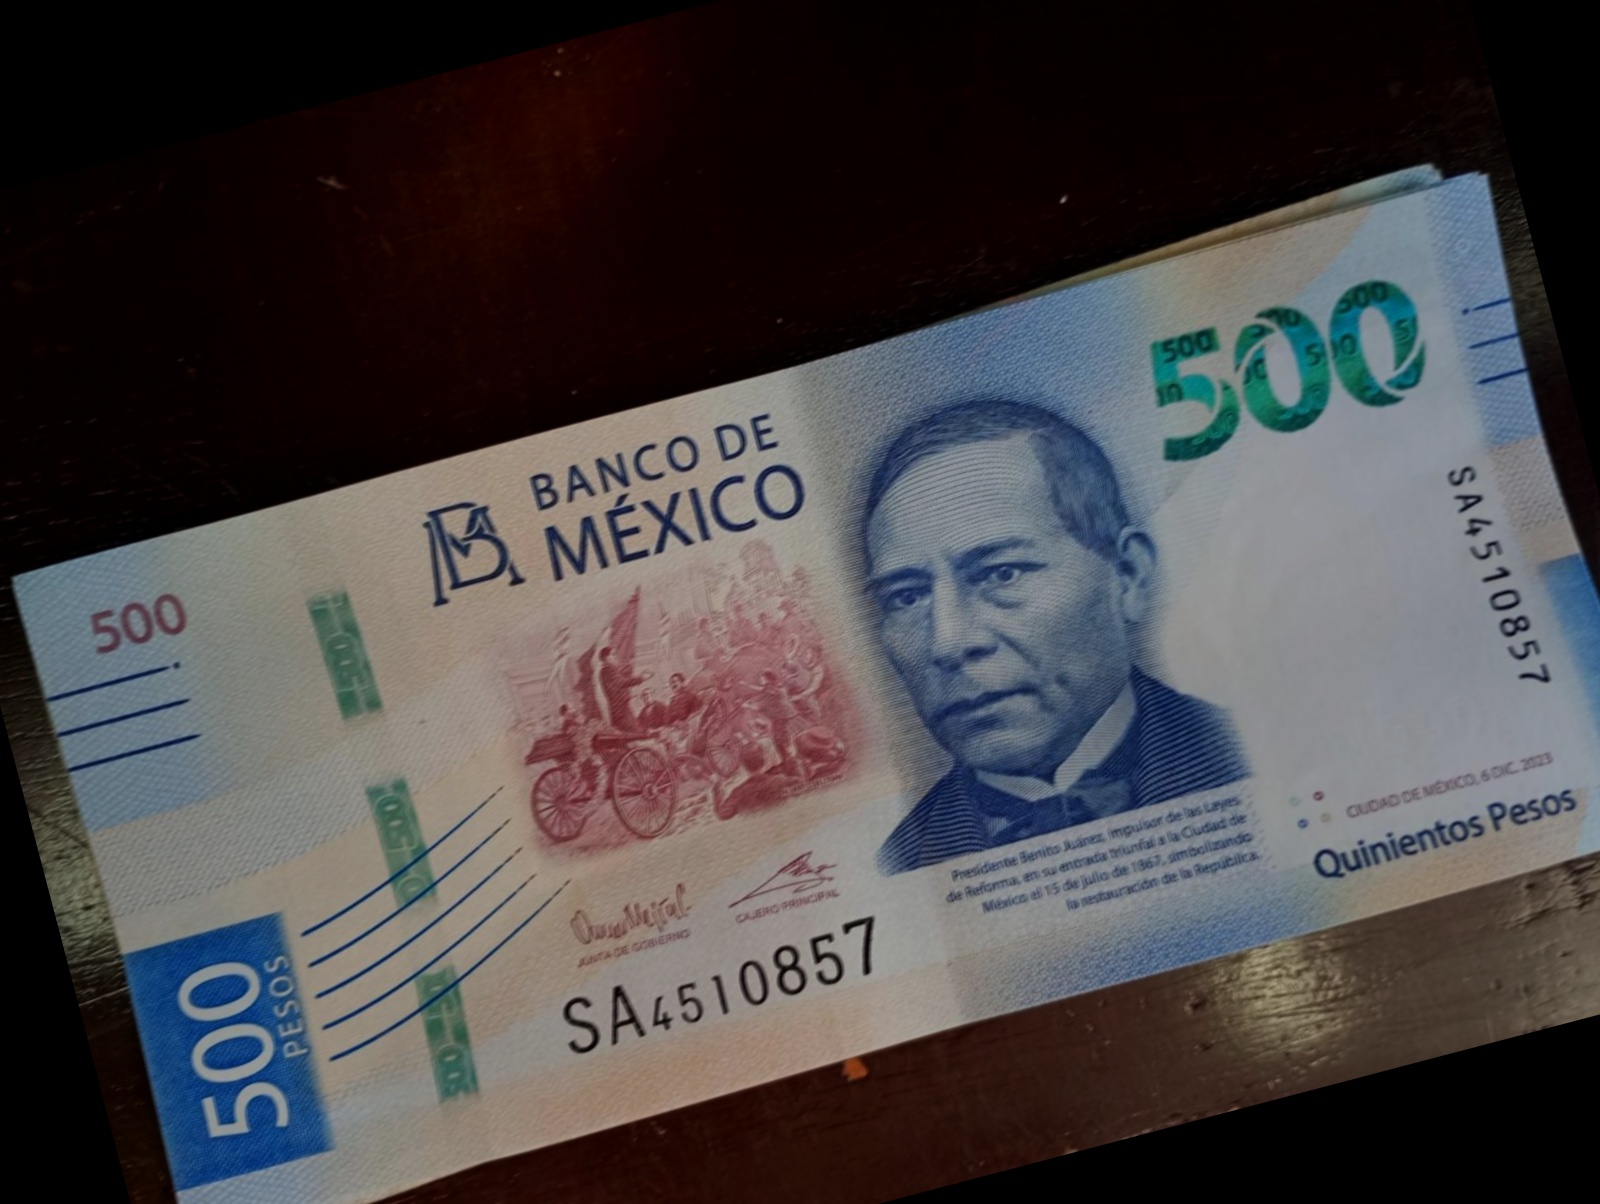 500
BANCO DE
MÉXICO
500
SA4510857
CIUDAD DE MÉXICO, 6 DIC. 2023
Quinientos Pesos
Presidente Benito Juárez, impulsor de las Leyes
de Reforma, en su entrada triunfal a la Ciudad de
México el 15 de julio de 1867, simbolizando
la restauración de la República.
JUNTA DE GOBIERNO
CAJERO PRINCIPAL
SA4510857
500
PESOS